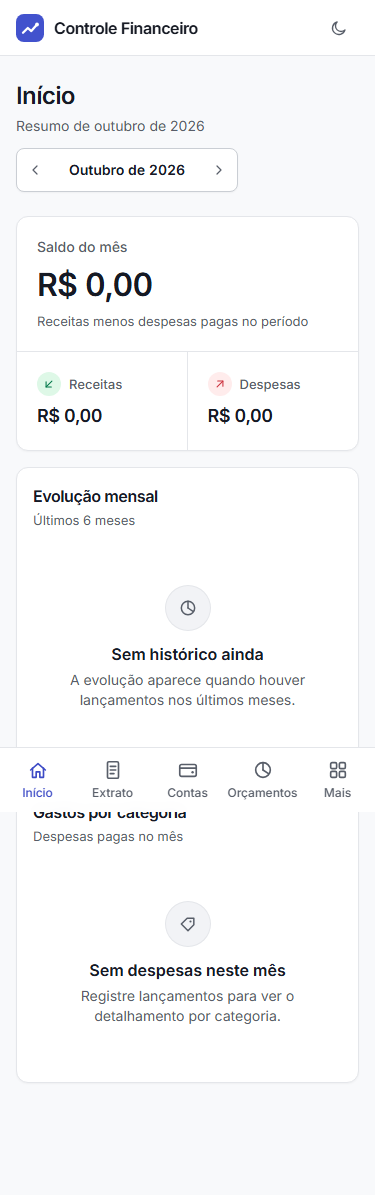 Controle Financeiro
Início
Resumo de outubro de 2026
Outubro de 2026
Saldo do mês
R$ 0,00
Receitas menos despesas pagas no período
Receitas
R$ 0,00
Despesas
R$ 0,00
Evolução mensal
Últimos 6 meses
Sem histórico ainda
A evolução aparece quando houver
lançamentos nos últimos meses.
Início
Extrato
Contas
Orçamentos
Mais
Gastos por categoria
Despesas pagas no mês
Sem despesas neste mês
Registre lançamentos para ver o
detalhamento por categoria.